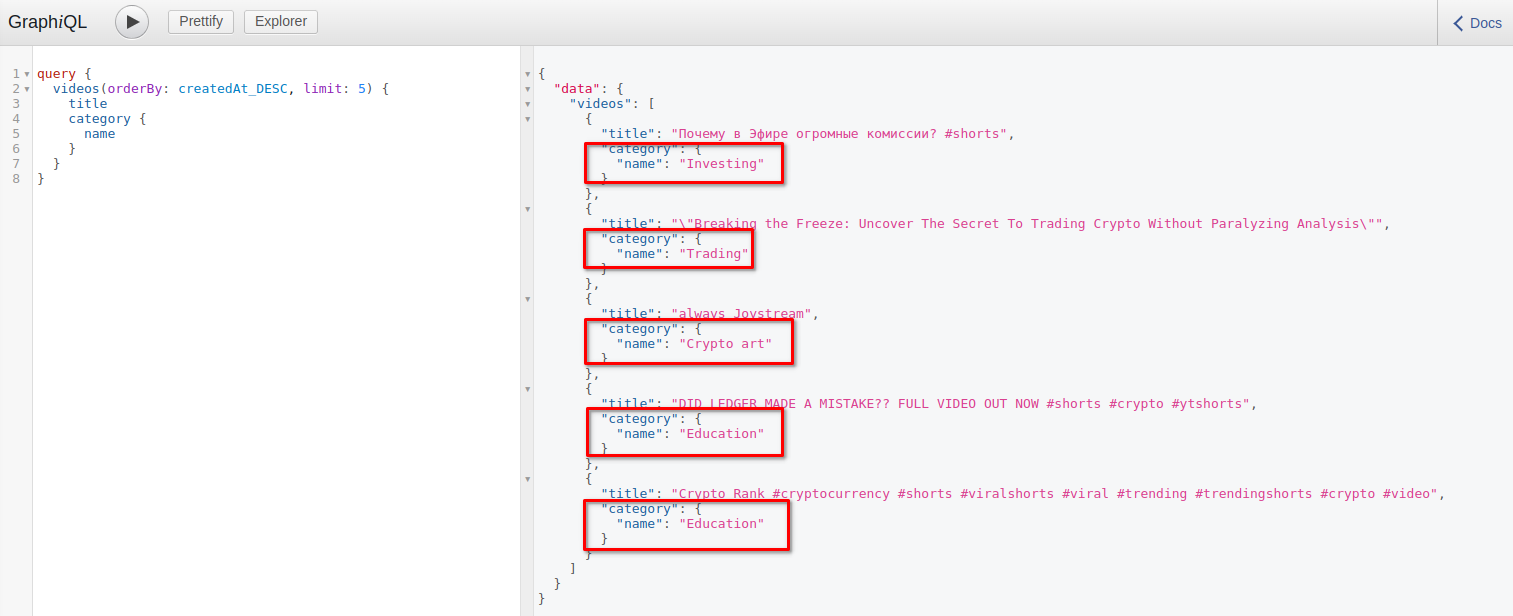 GraphiQL Prettify Explorer Docs
1 query {
2 videos(orderBy: createdAt_DESC, limit: 5) {
3 title
4 category {
5 name
6 }
7 }
8 }
{
"data": {
"videos": [
{
"title": "Почему в Эфире огромные комиссии? #shorts",
"category": {
"name": "Investing"
}
},
{
"title": "\"Breaking the Freeze: Uncover The Secret To Trading Crypto Without Paralyzing Analysis\"",
"category": {
"name": "Trading"
}
},
{
"title": "always Joystream",
"category": {
"name": "Crypto art"
}
},
{
"title": "DID LEDGER MADE A MISTAKE?? FULL VIDEO OUT NOW #shorts #crypto #ytshorts",
"category": {
"name": "Education"
}
},
{
"title": "Crypto Rank #cryptocurrency #shorts #viralshorts #viral #trending #trendingshorts #crypto #video",
"category": {
"name": "Education"
}
}
]
}
}